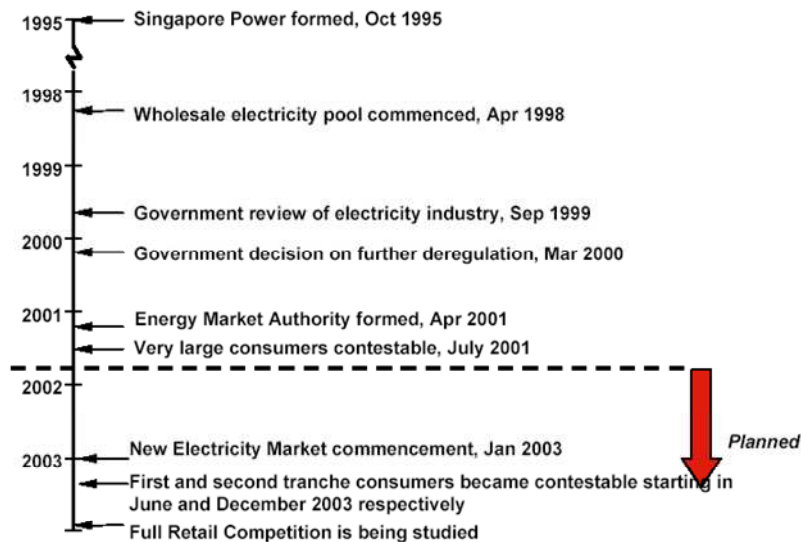 1995
Singapore Power formed, Oct 1995
1998
Wholesale electricity pool commenced, Apr 1998
1999
Government review of electricity industry, Sep 1999
2000
Government decision on further deregulation, Mar 2000
2001
Energy Market Authority formed, Apr 2001
Very large consumers contestable, July 2001
2002
Planned
New Electricity Market commencement, Jan 2003
2003
First and second tranche consumers became contestable starting in
June and December 2003 respectively
Full Retail Competition is being studied